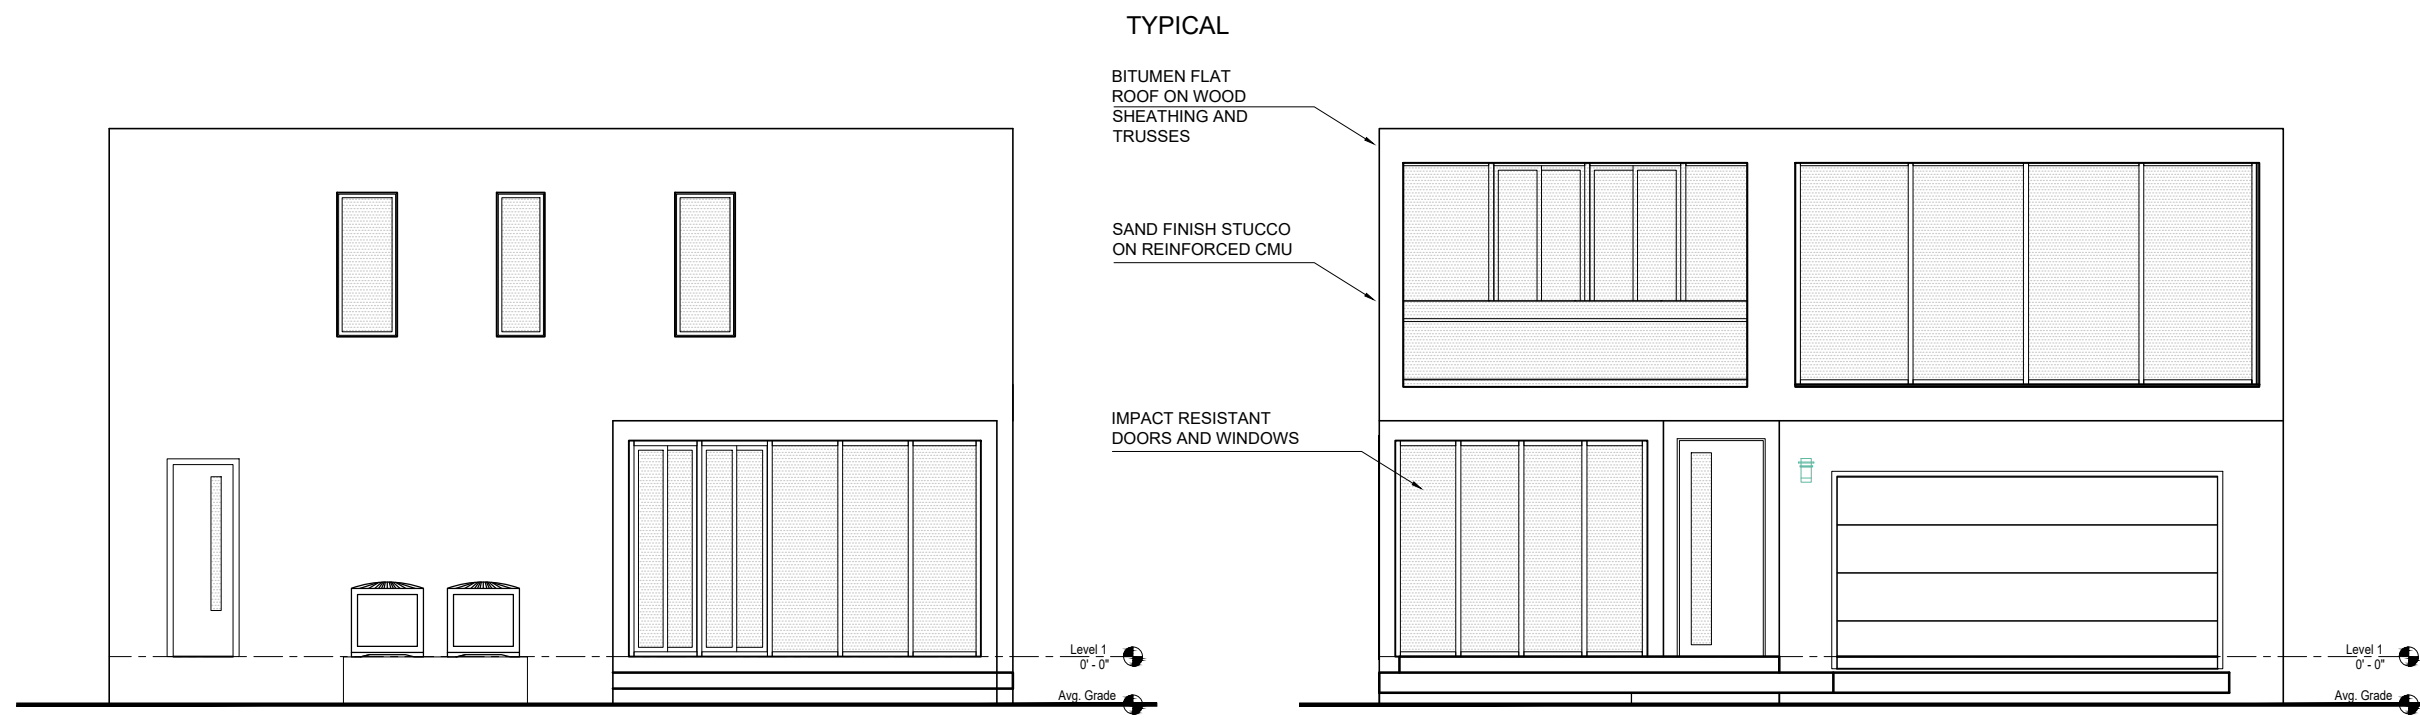 TYPICAL
BITUMEN FLAT
ROOF ON WOOD
SHEATHING AND
TRUSSES
SAND FINISH STUCCO
ON REINFORCED CMU
IMPACT RESISTANT
DOORS AND WINDOWS
Level 1
0' - 0"
Avg. Grade
Level 1
0' - 0"
Avg. Grade